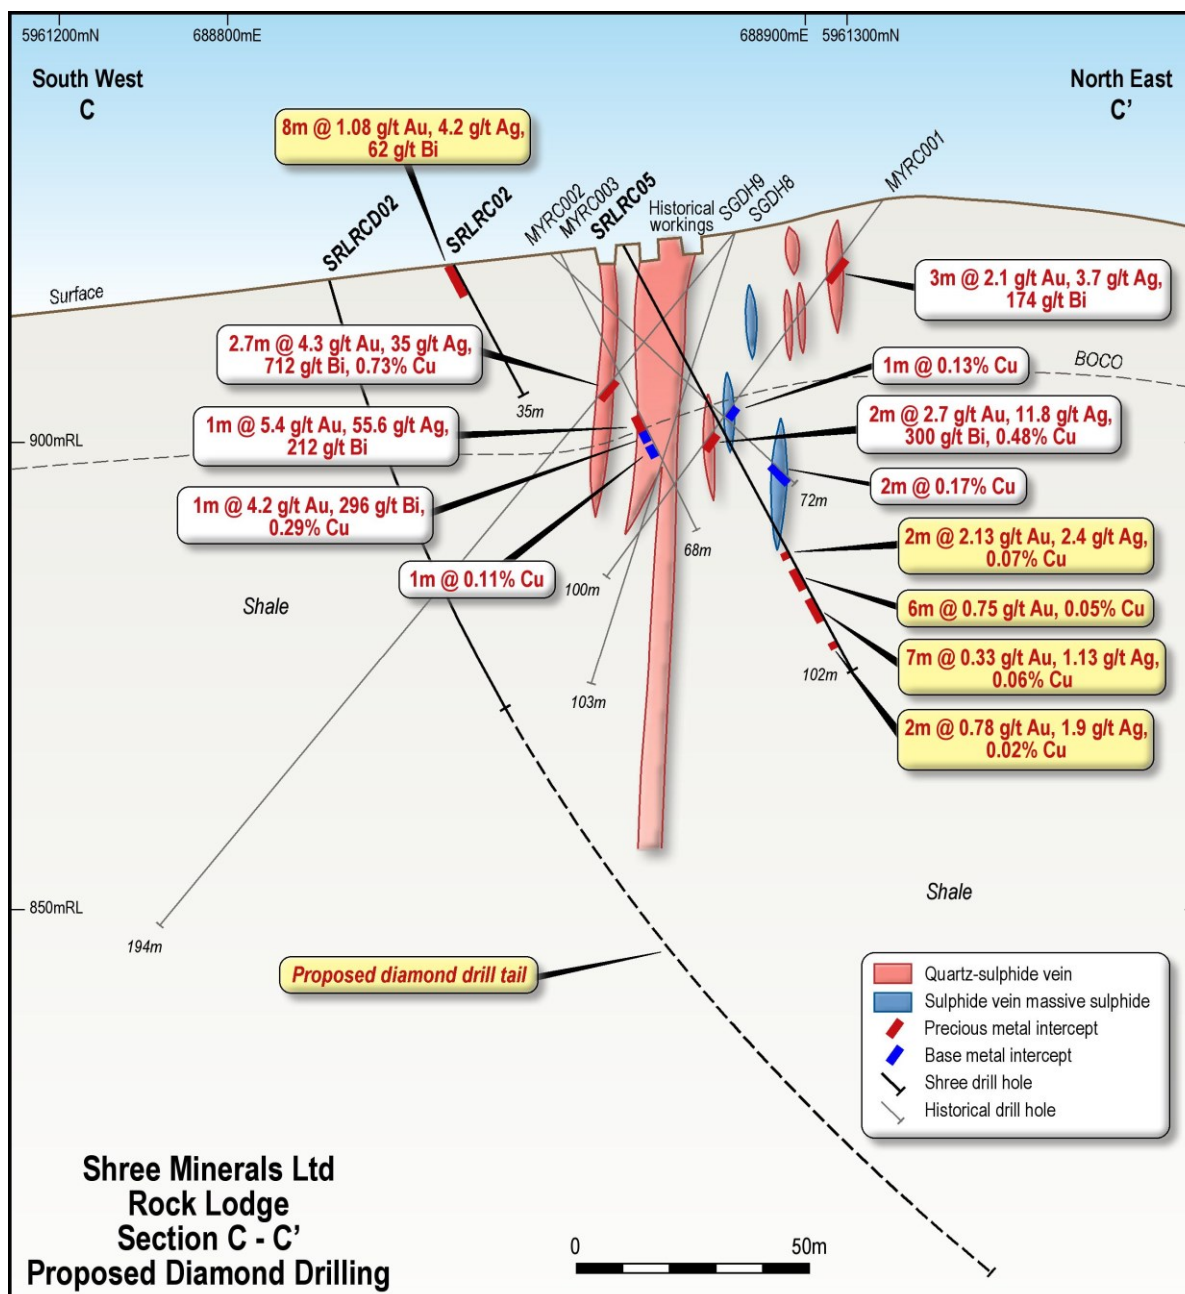 5961200mN
688800mE
688900mE
5961300mN
South West
C
North East
C'
8m @ 1.08 g/t Au, 4.2 g/t Ag,
62 g/t Bi
SRLRCD02
SRLRC02
MYRC002
MYRC003
SRLRC05
Historical
workings
SGDH9
SGDH8
MYRC001
Surface
3m @ 2.1 g/t Au, 3.7 g/t Ag,
174 g/t Bi
2.7m @ 4.3 g/t Au, 35 g/t Ag,
712 g/t Bi, 0.73% Cu
BOCO
1m @ 0.13% Cu
35m
1m @ 5.4 g/t Au, 55.6 g/t Ag,
212 g/t Bi
2m @ 2.7 g/t Au, 11.8 g/t Ag,
300 g/t Bi, 0.48% Cu
900mRL
1m @ 4.2 g/t Au, 296 g/t Bi,
0.29% Cu
2m @ 0.17% Cu
72m
68m
2m @ 2.13 g/t Au, 2.4 g/t Ag,
0.07% Cu
1m @ 0.11% Cu
100m
Shale
6m @ 0.75 g/t Au, 0.05% Cu
7m @ 0.33 g/t Au, 1.13 g/t Ag,
0.06% Cu
102m
103m
2m @ 0.78 g/t Au, 1.9 g/t Ag,
0.02% Cu
Shale
850mRL
194m
Proposed diamond drill tail
Quartz-sulphide vein
Sulphide vein massive sulphide
Precious metal intercept
Base metal intercept
Shree drill hole
Historical drill hole
Shree Minerals Ltd
Rock Lodge
Section C - C'
Proposed Diamond Drilling
0
50m